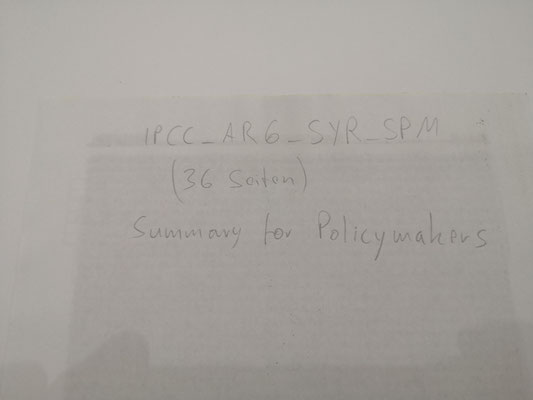 IPCC_AR6_SYR_SPM
(36 Seiten)
Summary for Policymakers